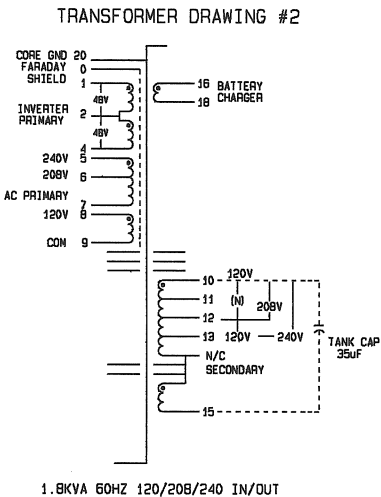 TRANSFORMER DRAWING #2
CORE GND 20
FARADAY 0
SHIELD
1
48V
INVERTER 2
PRIMARY
48V
4
240V 5
208V 6
AC PRIMARY
7
120V 8
COM 9
16 BATTERY
18 CHARGER
10 120V
11 (N) 208V
12
13 120V 240V
N/C
SECONDARY
TANK CAP
35uF
15
1.8KVA 60HZ 120/208/240 IN/OUT